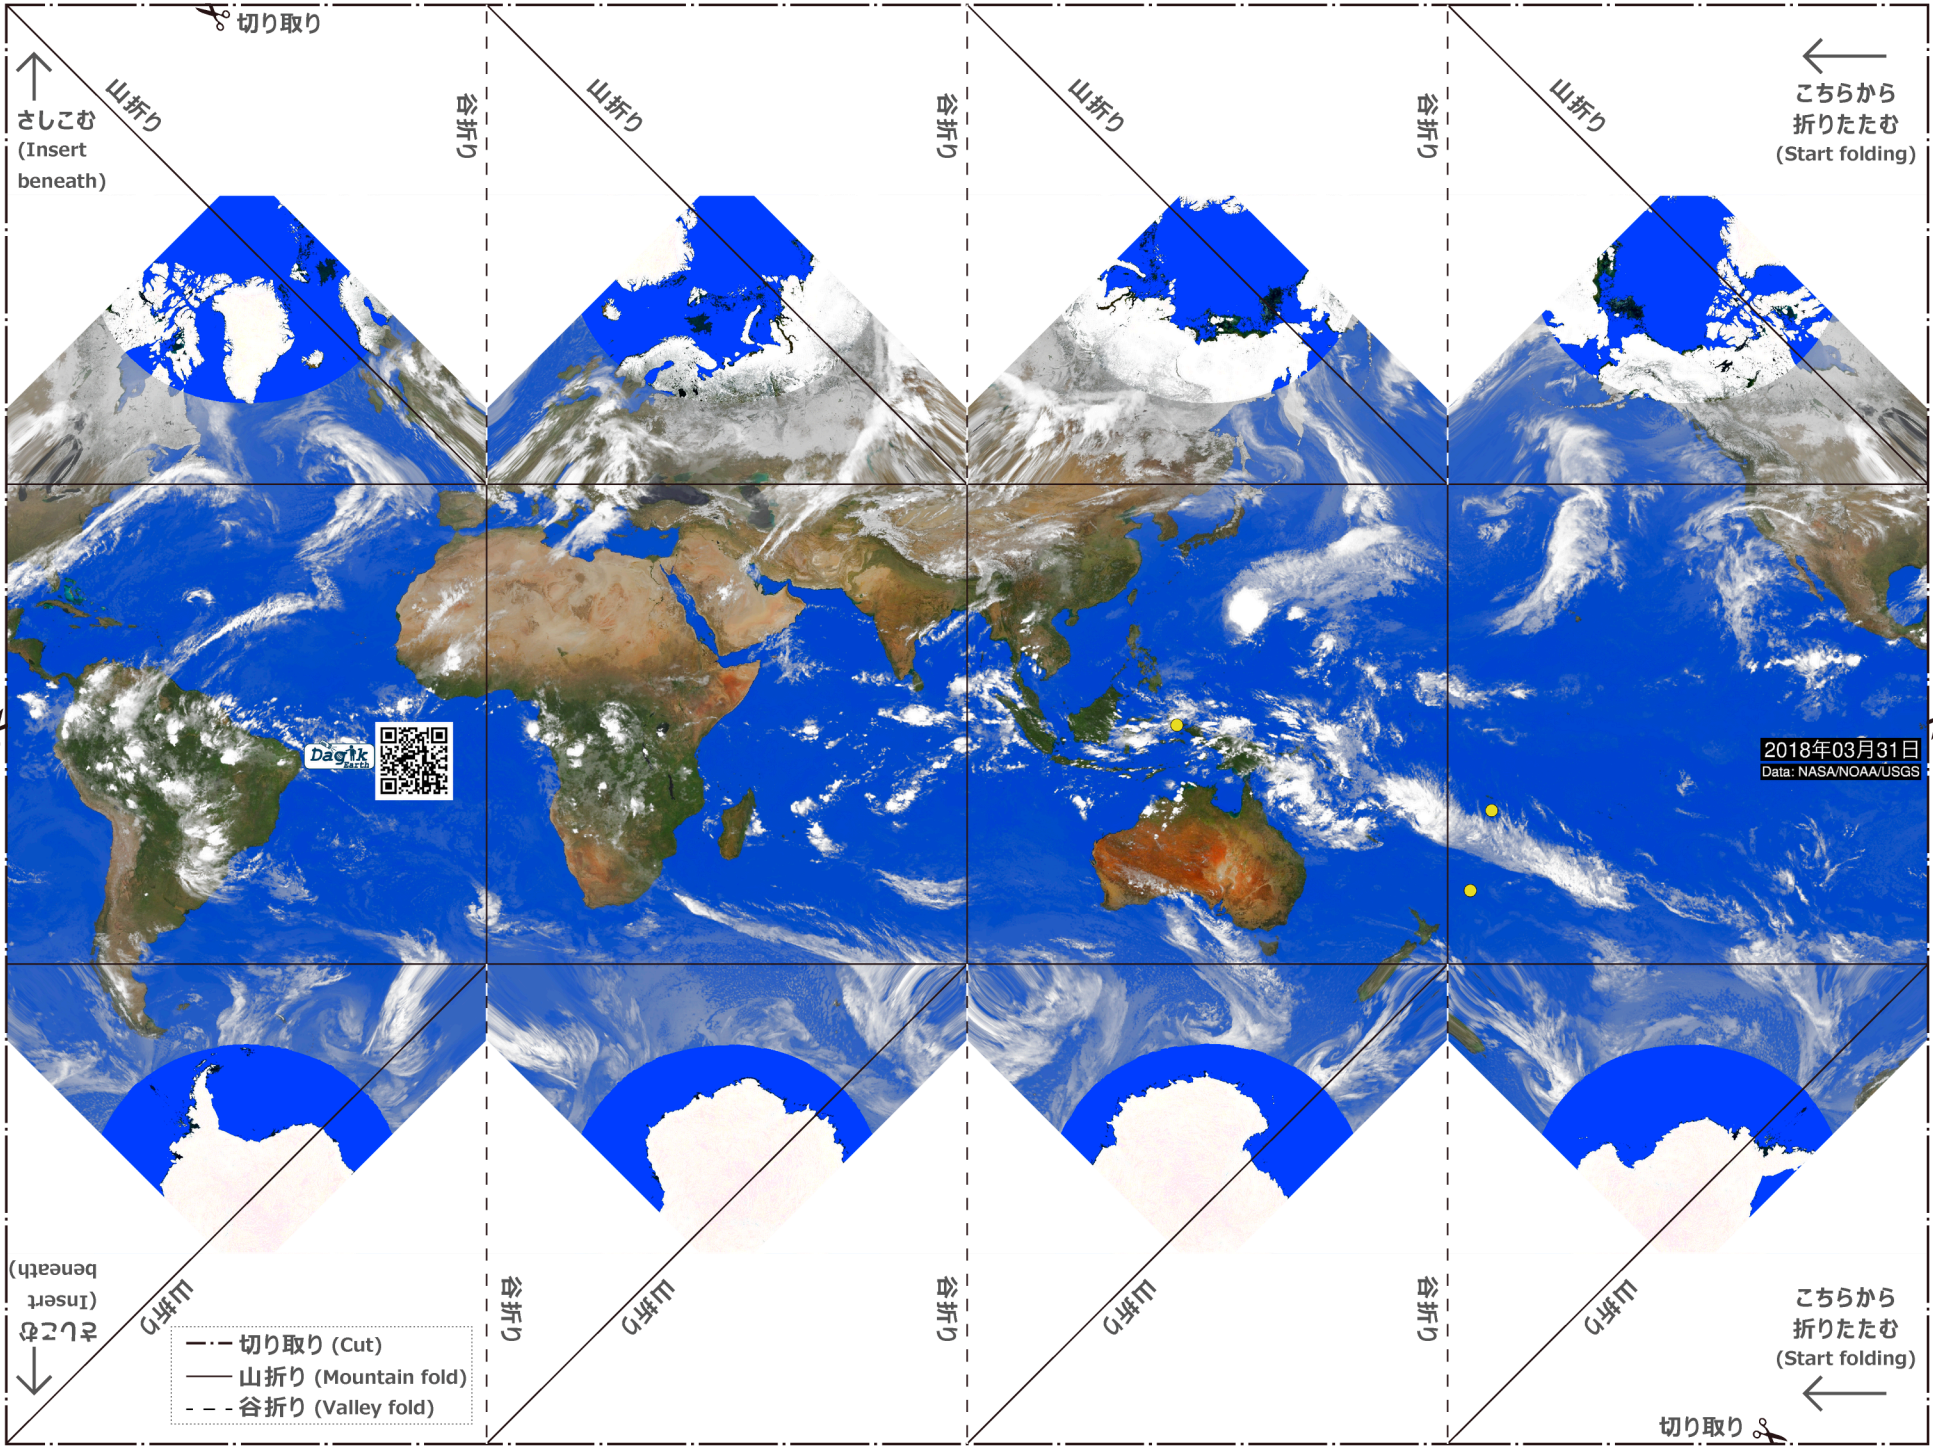 切り取り
山折り
谷折り
山折り
谷折り
山折り
谷折り
山折り
さしこむ
(Insert
beneath)
こちらから
折りたたむ
(Start folding)
Dagik
Earth
2018年03月31日
Data: NASA/NOAA/USGS
さしこむ
(Insert
beneath)
山折り
谷折り
山折り
谷折り
山折り
谷折り
山折り
こちらから
折りたたむ
(Start folding)
切り取り (Cut)
山折り (Mountain fold)
谷折り (Valley fold)
切り取り